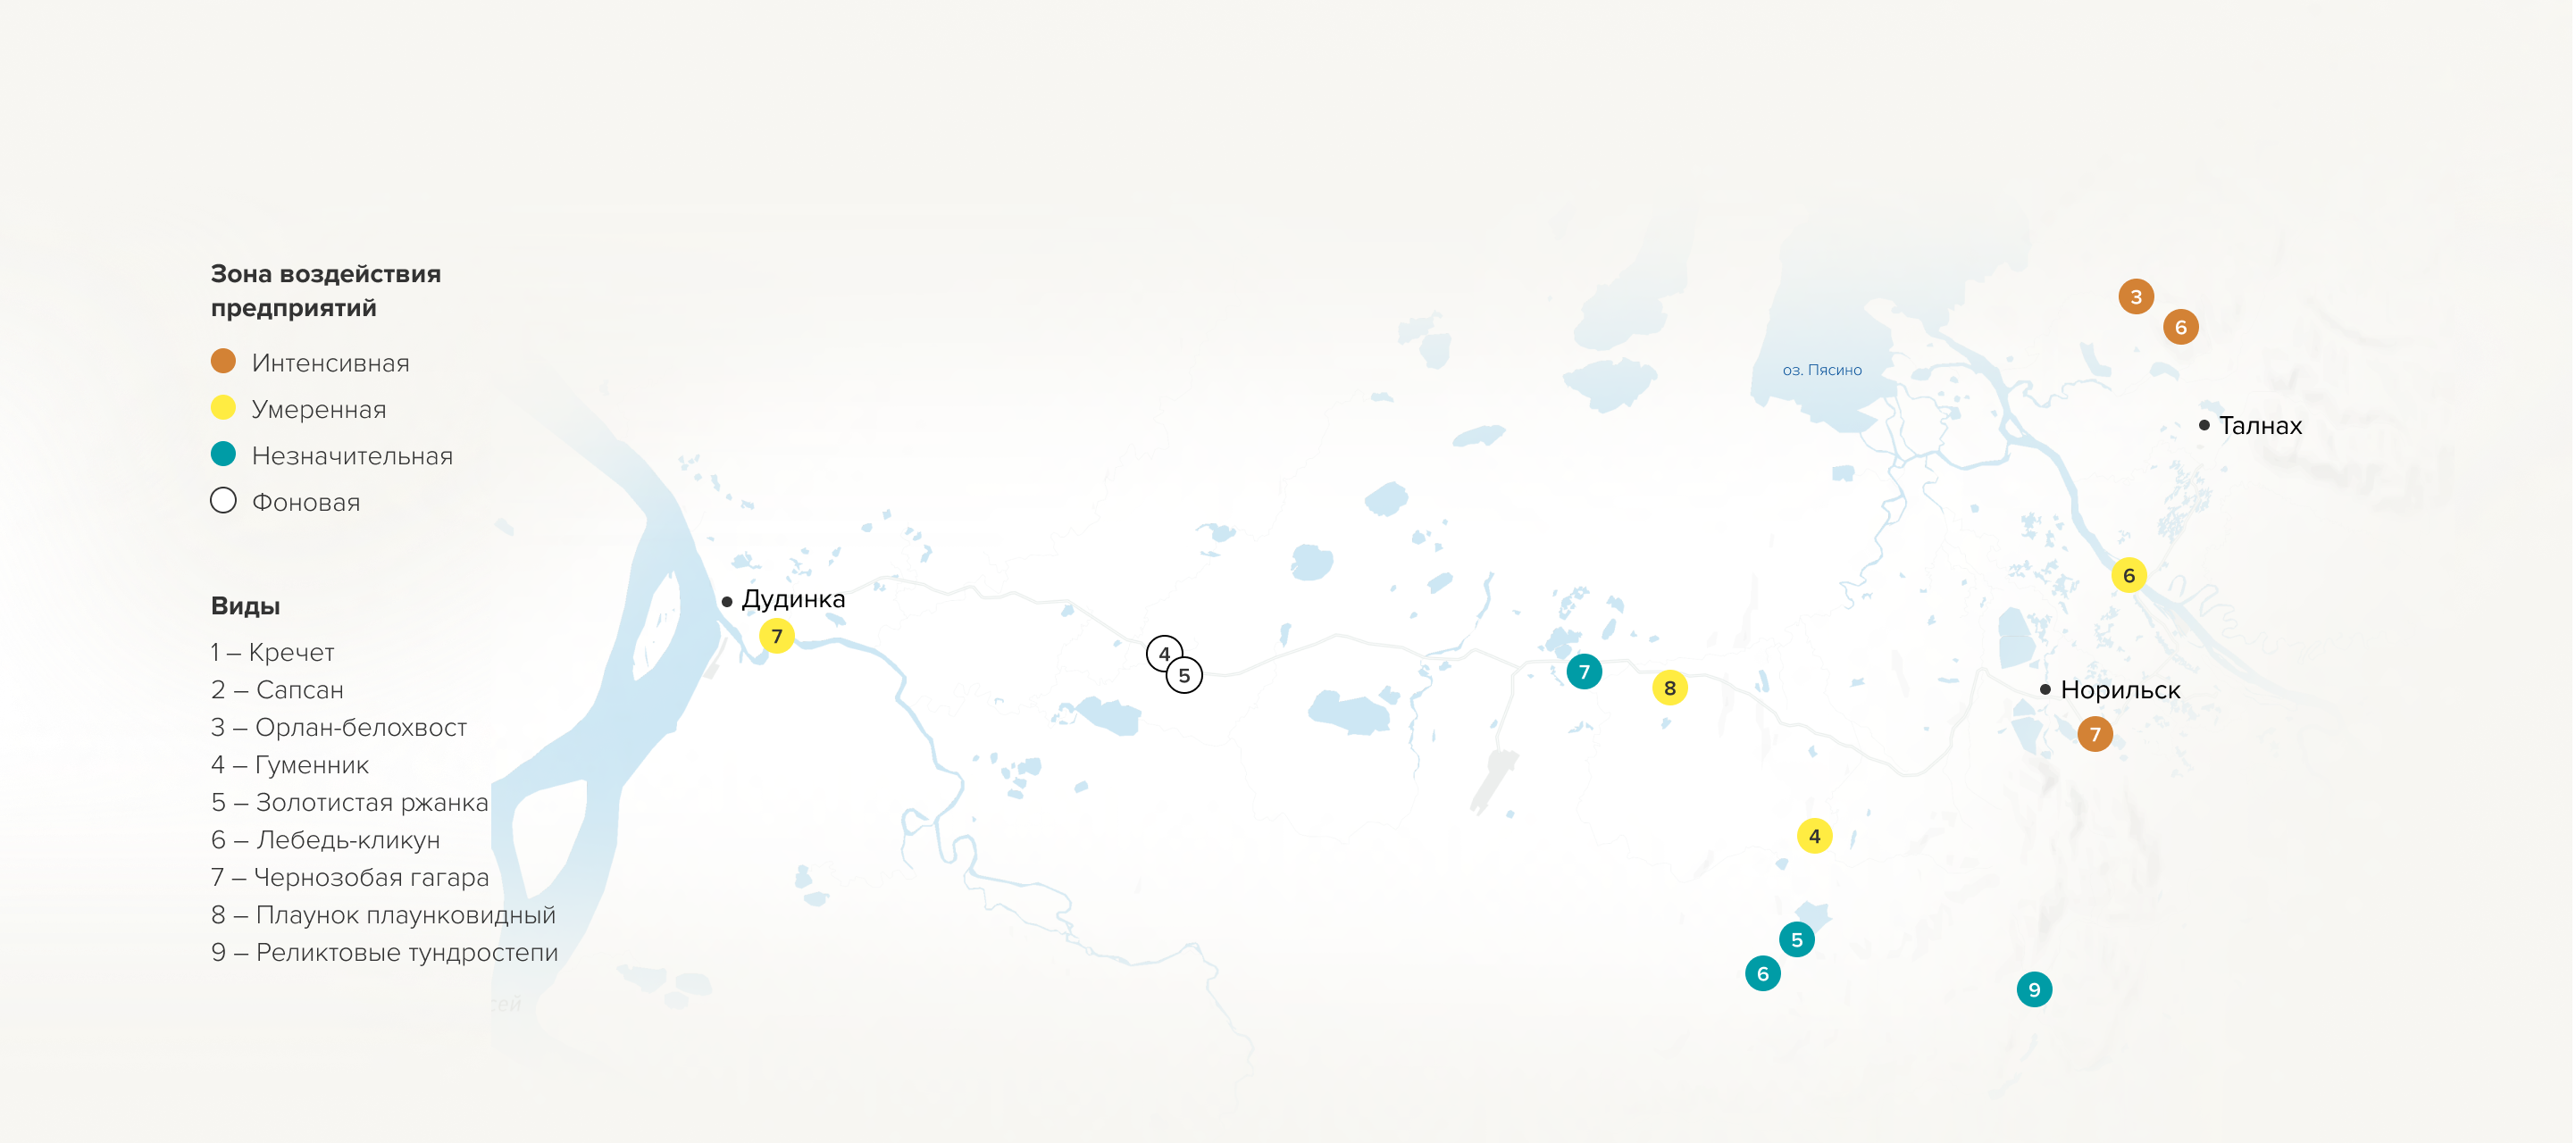 Зона воздействия
предприятий
Интенсивная
Умеренная
Незначительная
Фоновая
Виды
1 – Кречет
2 – Сапсан
3 – Орлан-белохвост
4 – Гуменник
5 – Золотистая ржанка
6 – Лебедь-кликун
7 – Чернозобая гагара
8 – Плаунок плаунковидный
9 – Реликтовые тундростепи
3
6
оз. Пясино
Талнах
6
Дудинка
7
4
5
7
8
Норильск
7
4
5
6
9